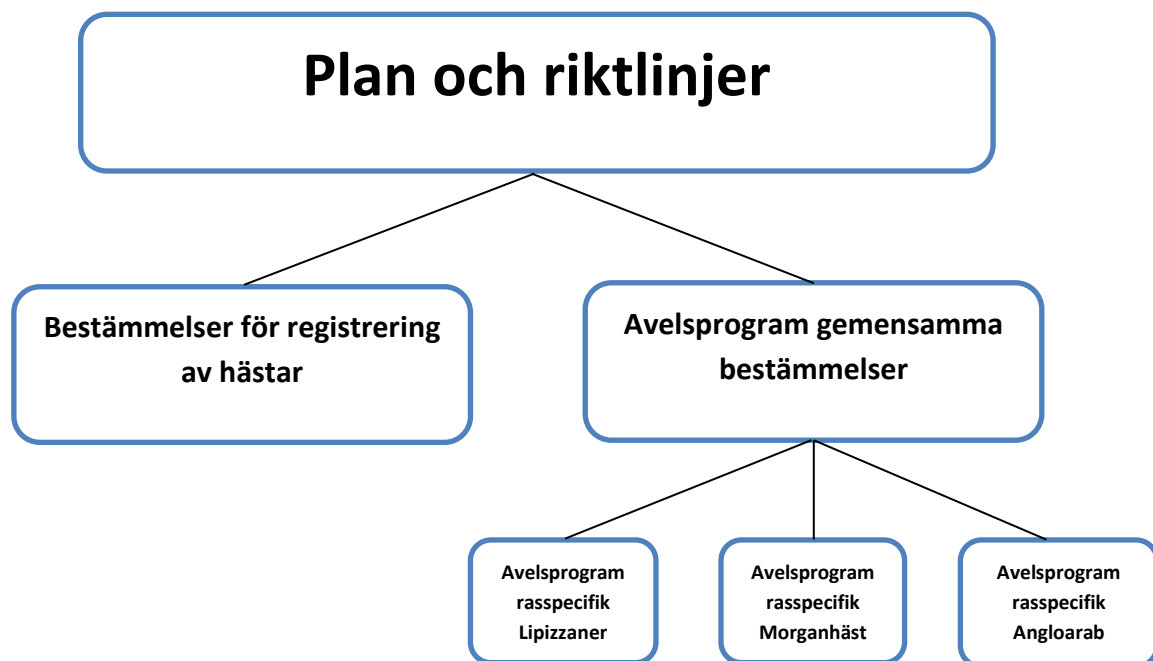 Plan och riktlinjer
Bestämmelser för registrering
av hästar
Avelsprogram gemensamma
bestämmelser
Avelsprogram
rasspecifik
Lipizzaner
Avelsprogram
rasspecifik
Morganhäst
Avelsprogram
rasspecifik
Angloarab